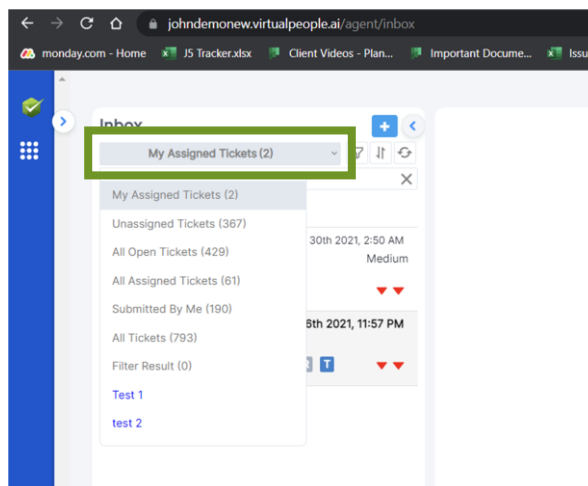 johndemonew.virtualpeople.ai/agent/inbox
monday.com - Home J5 Tracker.xlsx Client Videos - Plan... Important Docume... Issu
Inbox
My Assigned Tickets (2)
My Assigned Tickets (2)
Unassigned Tickets (367)
30th 2021, 2:50 AM
All Open Tickets (429)
Medium
All Assigned Tickets (61)
Submitted By Me (190)
6th 2021, 11:57 PM
All Tickets (793)
Filter Result (0)
T
Test 1
test 2